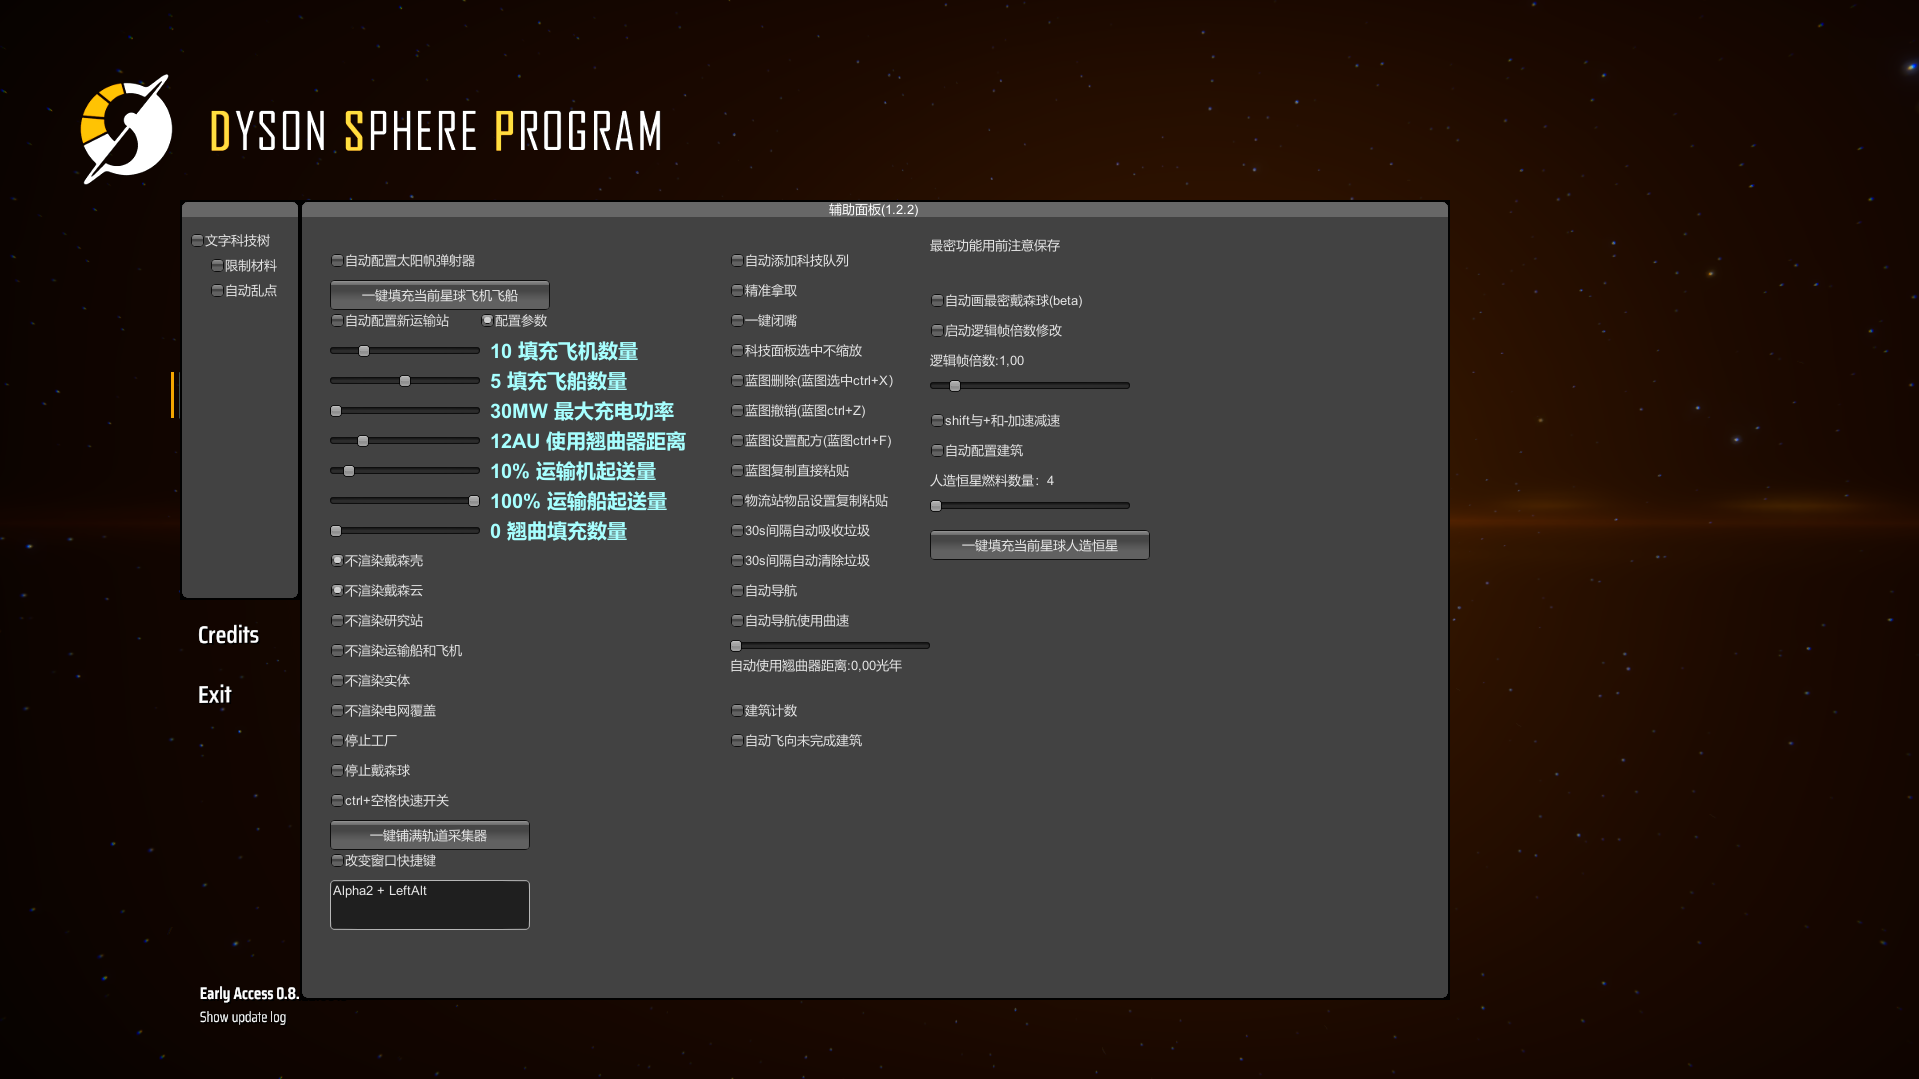 DYSON SPHERE PROGRAM
辅助面板(1.2.2)
文字科技树
限制材料
自动乱点
自动配置太阳帆弹射器
一键填充当前星球飞机飞船
自动配置新运输站
配置参数
10 填充飞机数量
5 填充飞船数量
30MW 最大充电功率
12AU 使用翘曲器距离
10% 运输机起送量
100% 运输船起送量
0 翘曲填充数量
不渲染戴森壳
不渲染戴森云
不渲染研究站
不渲染运输船和飞机
不渲染实体
不渲染电网覆盖
停止工厂
停止戴森球
ctrl+空格快速开关
一键铺满轨道采集器
改变窗口快捷键
Alpha2 + LeftAlt
自动添加科技队列
精准拿取
一键闭嘴
科技面板选中不缩放
蓝图删除(蓝图选中ctrl+X)
蓝图撤销(蓝图ctrl+Z)
蓝图设置配方(蓝图ctrl+F)
蓝图复制直接粘贴
物流站物品设置复制粘贴
30s间隔自动吸收垃圾
30s间隔自动清除垃圾
自动导航
自动导航使用曲速
自动使用翘曲器距离:0,00光年
建筑计数
自动飞向未完成建筑
最密功能用前注意保存
自动画最密戴森球(beta)
启动逻辑帧倍数修改
逻辑帧倍数:1,00
shift与+和-加速减速
自动配置建筑
人造恒星燃料数量：4
一键填充当前星球人造恒星
Credits
Exit
Early Access 0.8.
Show update log